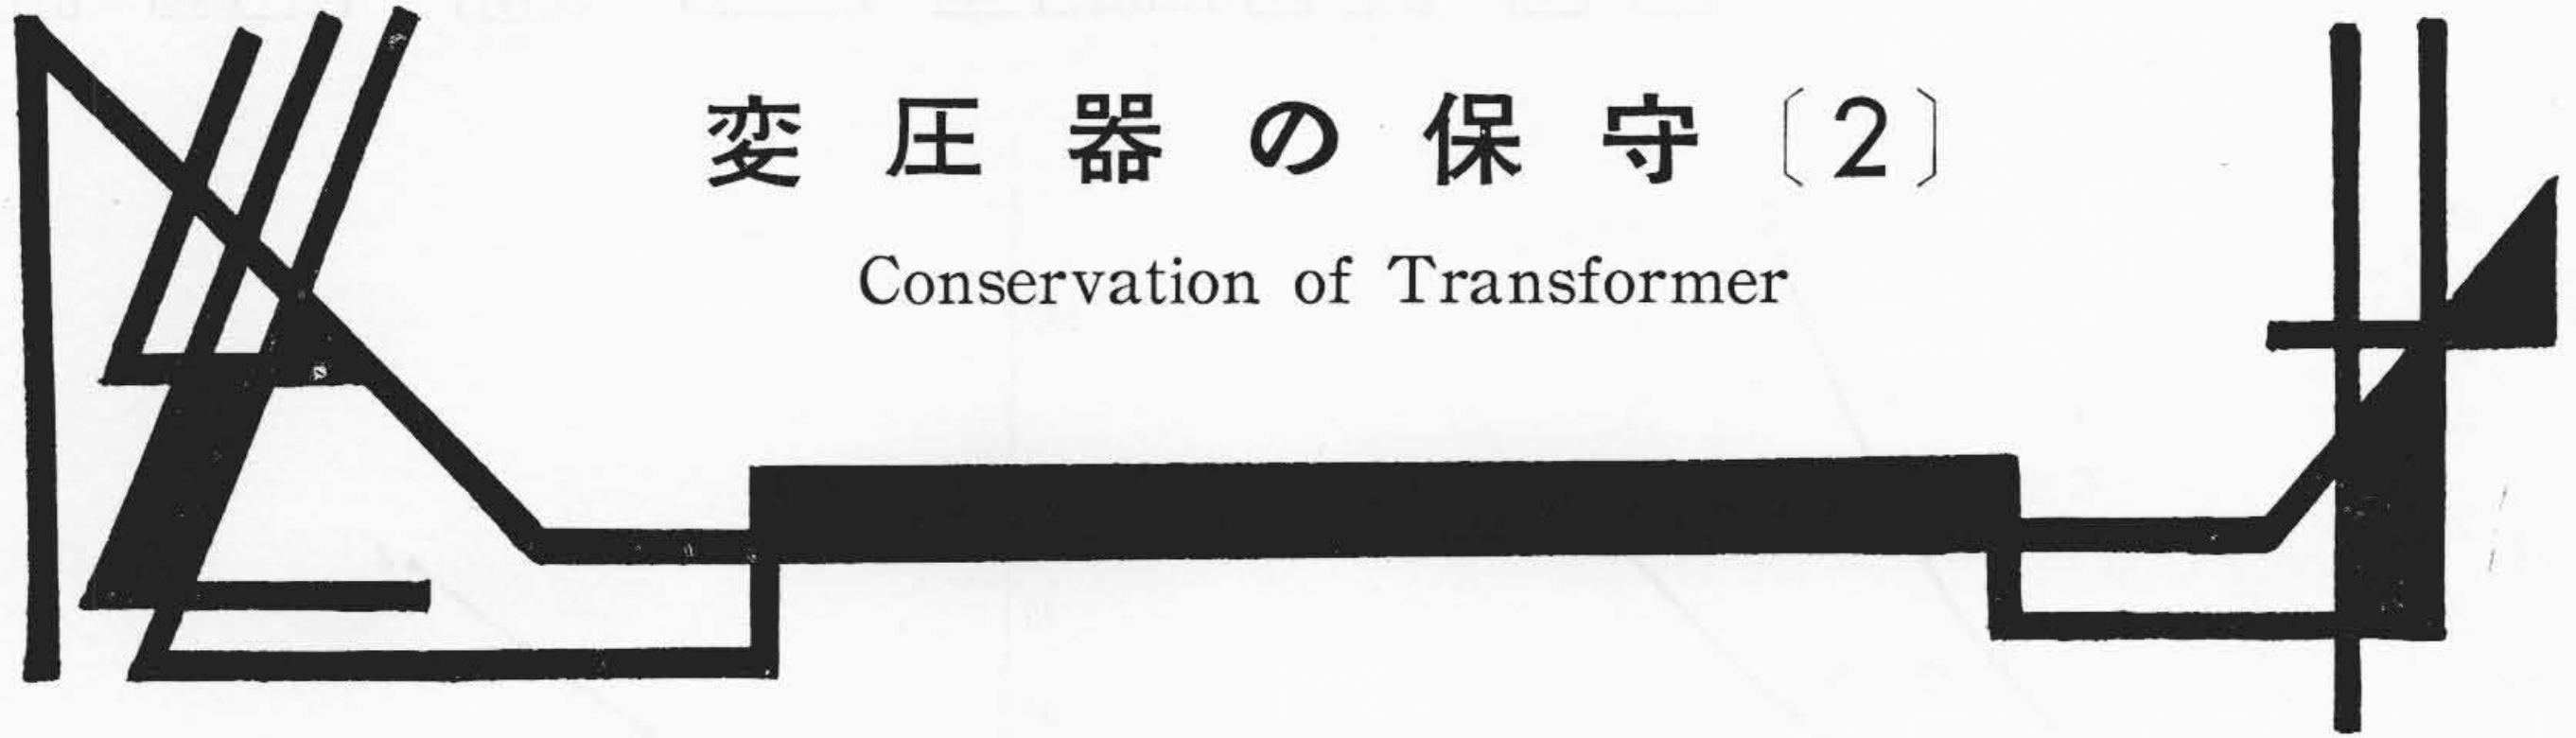 変圧器の保守〔2〕
Conservation of Transformer